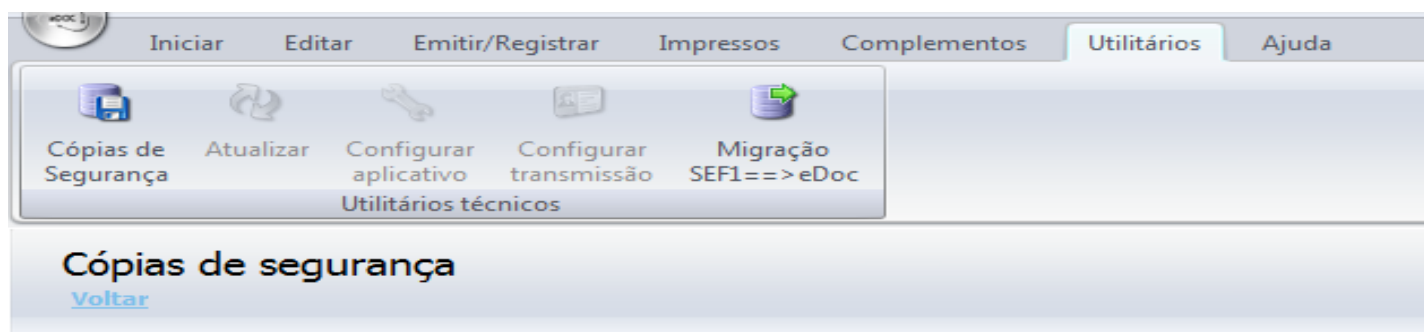 eDOC
Iniciar Editar Emitir/Registrar Impressos Complementos Utilitários Ajuda
Cópias de Segurança
Atualizar
Configurar aplicativo
Configurar transmissão
Migração SEF1==>eDoc
Utilitários técnicos
Cópias de segurança
Voltar